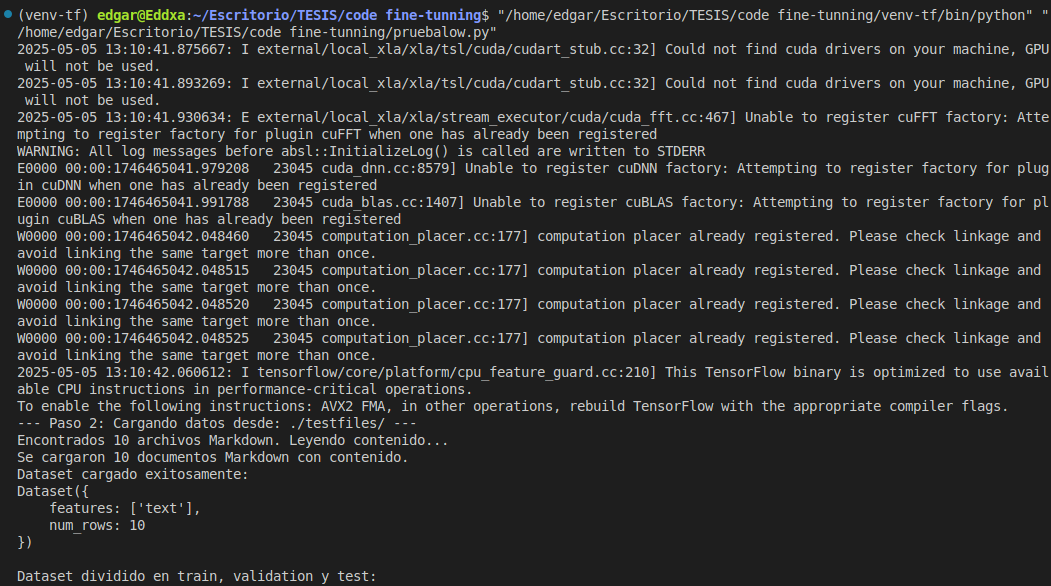 (venv-tf) edgar@Eddxa:~/Escritorio/TESIS/code fine-tunning$ "/home/edgar/Escritorio/TESIS/code fine-tunning/venv-tf/bin/python" "
/home/edgar/Escritorio/TESIS/code fine-tunning/pruebalow.py"
2025-05-05 13:10:41.875667: I external/local_xla/xla/tsl/cuda/cudart_stub.cc:32] Could not find cuda drivers on your machine, GPU
 will not be used.
2025-05-05 13:10:41.893269: I external/local_xla/xla/tsl/cuda/cudart_stub.cc:32] Could not find cuda drivers on your machine, GPU
 will not be used.
2025-05-05 13:10:41.930634: E external/local_xla/xla/stream_executor/cuda/cuda_fft.cc:467] Unable to register cuFFT factory: Atte
mpting to register factory for plugin cuFFT when one has already been registered
WARNING: All log messages before absl::InitializeLog() is called are written to STDERR
E0000 00:00:1746465041.979208   23045 cuda_dnn.cc:8579] Unable to register cuDNN factory: Attempting to register factory for plug
in cuDNN when one has already been registered
E0000 00:00:1746465041.991788   23045 cuda_blas.cc:1407] Unable to register cuBLAS factory: Attempting to register factory for pl
ugin cuBLAS when one has already been registered
W0000 00:00:1746465042.048460   23045 computation_placer.cc:177] computation placer already registered. Please check linkage and
avoid linking the same target more than once.
W0000 00:00:1746465042.048515   23045 computation_placer.cc:177] computation placer already registered. Please check linkage and
avoid linking the same target more than once.
W0000 00:00:1746465042.048520   23045 computation_placer.cc:177] computation placer already registered. Please check linkage and
avoid linking the same target more than once.
W0000 00:00:1746465042.048525   23045 computation_placer.cc:177] computation placer already registered. Please check linkage and
avoid linking the same target more than once.
2025-05-05 13:10:42.060612: I tensorflow/core/platform/cpu_feature_guard.cc:210] This TensorFlow binary is optimized to use avail
able CPU instructions in performance-critical operations.
To enable the following instructions: AVX2 FMA, in other operations, rebuild TensorFlow with the appropriate compiler flags.
--- Paso 2: Cargando datos desde: ./testfiles/ ---
Encontrados 10 archivos Markdown. Leyendo contenido...
Se cargaron 10 documentos Markdown con contenido.
Dataset cargado exitosamente:
Dataset({
    features: ['text'],
    num_rows: 10
})

Dataset dividido en train, validation y test: